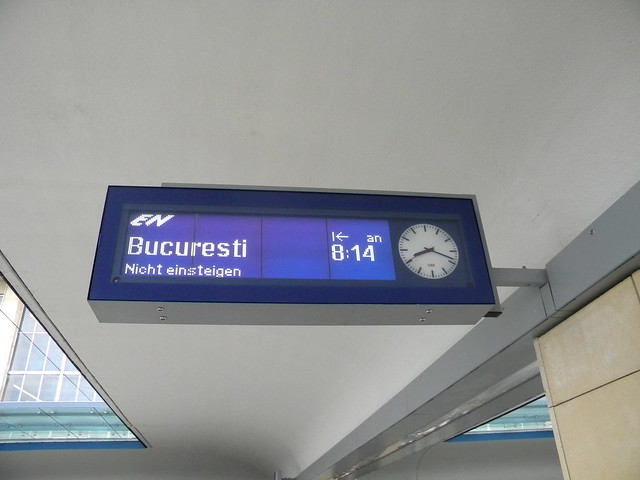 EN
Bucuresti
Nicht einsteigen
|← an
8:14